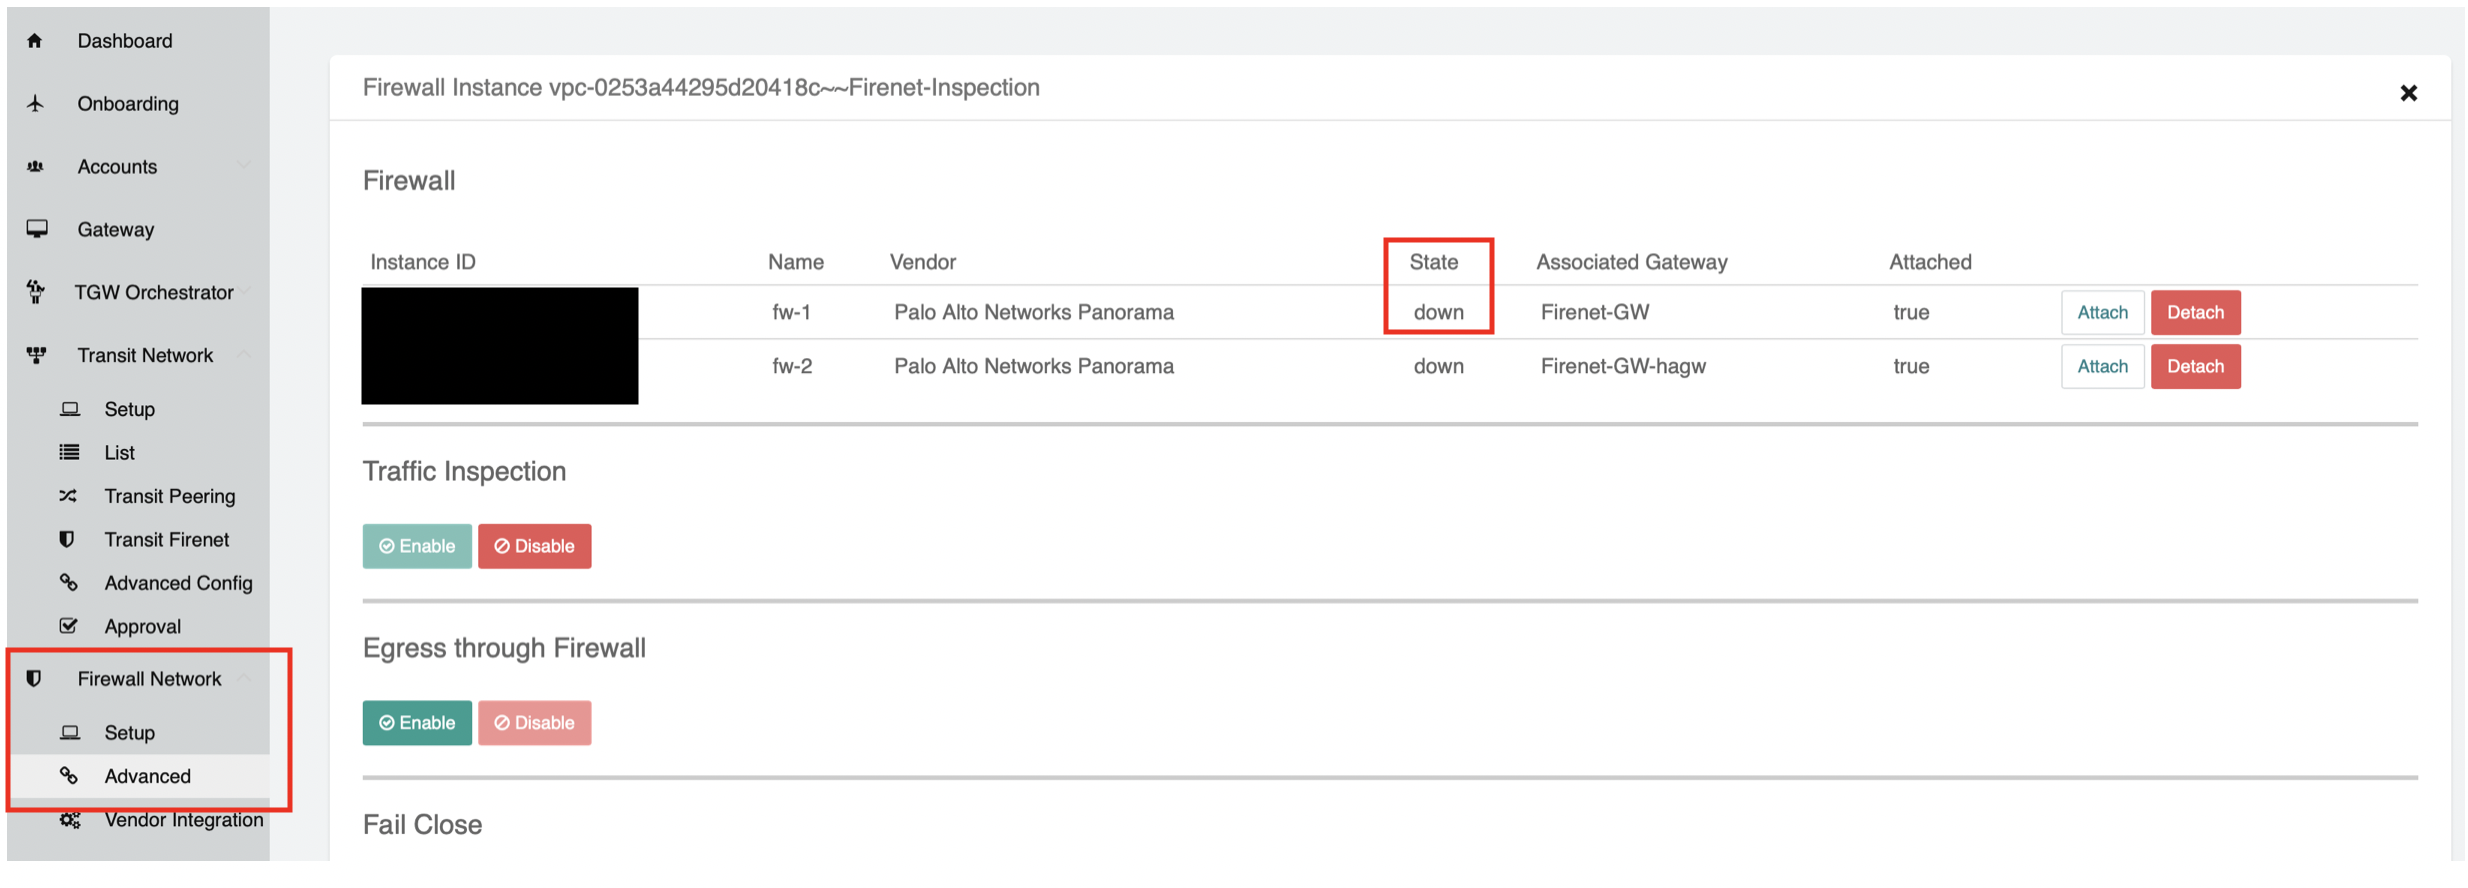 Dashboard
Onboarding
Accounts
Gateway
TGW Orchestrator
Transit Network
Setup
List
Transit Peering
Transit Firenet
Advanced Config
Approval
Firewall Network
Setup
Advanced
Vendor Integration
Firewall Instance vpc-0253a44295d20418c~~Firenet-Inspection
Firewall
Instance ID Name Vendor State Associated Gateway Attached
fw-1 Palo Alto Networks Panorama down Firenet-GW true Attach Detach
fw-2 Palo Alto Networks Panorama down Firenet-GW-hagw true Attach Detach
Traffic Inspection
Enable Disable
Egress through Firewall
Enable Disable
Fail Close